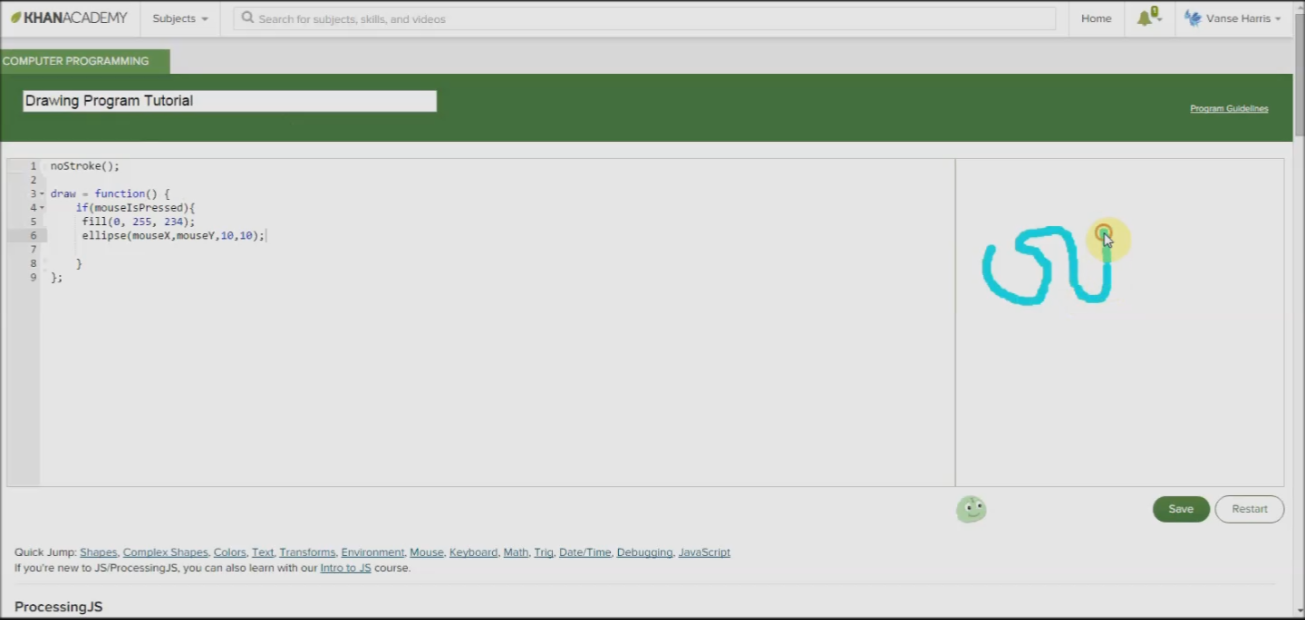 KHANACADEMY Subjects Search for subjects, skills, and videos Home Vanse Harris
COMPUTER PROGRAMMING
Drawing Program Tutorial
Program Guidelines
1 noStroke();
2
3 draw = function() {
4 if(mouseIsPressed){
5 fill(0, 255, 234);
6 ellipse(mouseX,mouseY,10,10);
7
8 }
9 };
Save Restart
Quick Jump: Shapes, Complex Shapes, Colors, Text, Transforms, Environment, Mouse, Keyboard, Math, Trig, Date/Time, Debugging, JavaScript
If you're new to JS/ProcessingJS, you can also learn with our Intro to JS course.
ProcessingJS